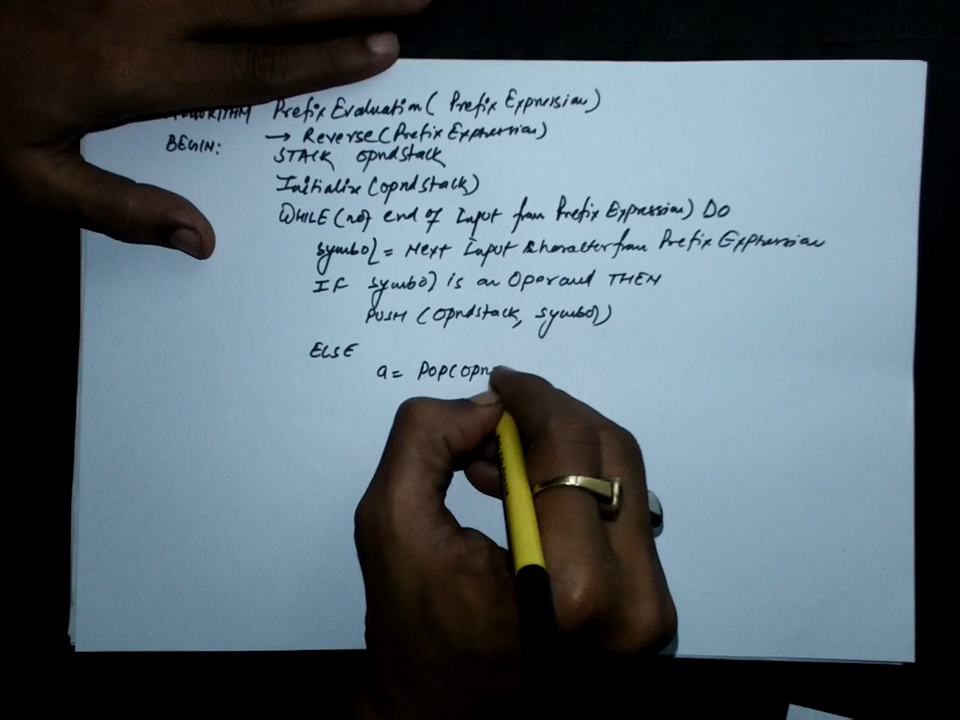 ALGORITHM PrefixEvaluation( Prefix Expression)
BEGIN: → Reverse(Prefix Expression)
STACK opndstack
Initialize(opndstack)
WHILE(not end of Input from Prefix Expression) DO
symbol = Next Input Character from Prefix Expression
IF symbol is an Operand THEN
PUSH (opndstack, symbol)
ELSE
a = POP(opn